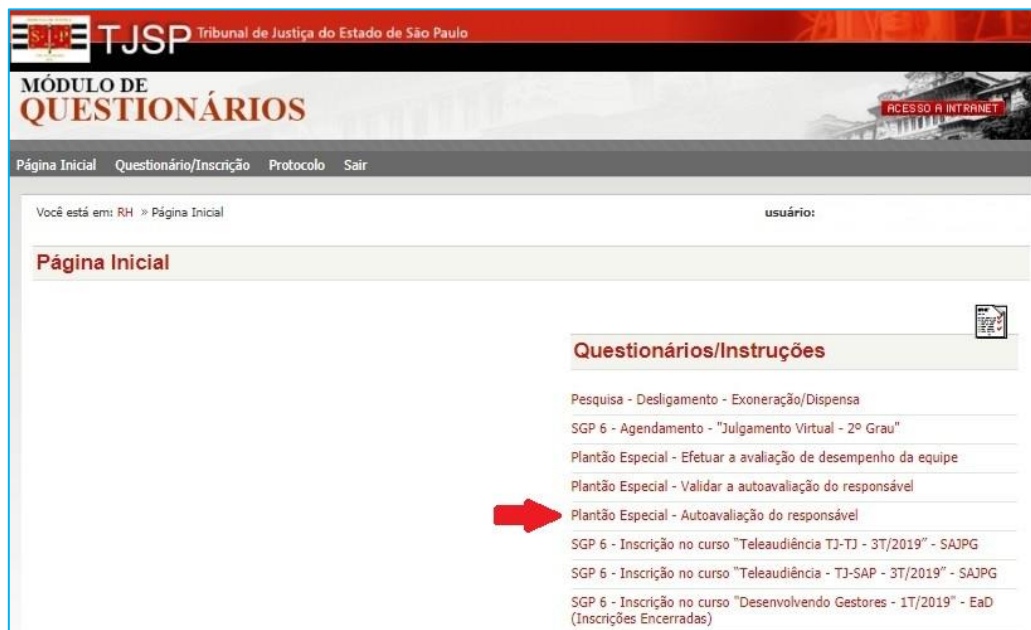 S.P
TJSP Tribunal de Justiça do Estado de São Paulo
MÓDULO DE
QUESTIONÁRIOS
ACESSO A INTRANET
Página Inicial Questionário/Inscrição Protocolo Sair
Você está em: RH » Página Inicial
usuário:
Página Inicial
Questionários/Instruções
Pesquisa - Desligamento - Exoneração/Dispensa
SGP 6 - Agendamento - "Julgamento Virtual - 2º Grau"
Plantão Especial - Efetuar a avaliação de desempenho da equipe
Plantão Especial - Validar a autoavaliação do responsável
Plantão Especial - Autoavaliação do responsável
SGP 6 - Inscrição no curso "Teleaudiência TJ-TJ - 3T/2019" - SAJPG
SGP 6 - Inscrição no curso "Teleaudiência - TJ-SAP - 3T/2019" - SAJPG
SGP 6 - Inscrição no curso "Desenvolvendo Gestores - 1T/2019" - EaD
(Inscrições Encerradas)